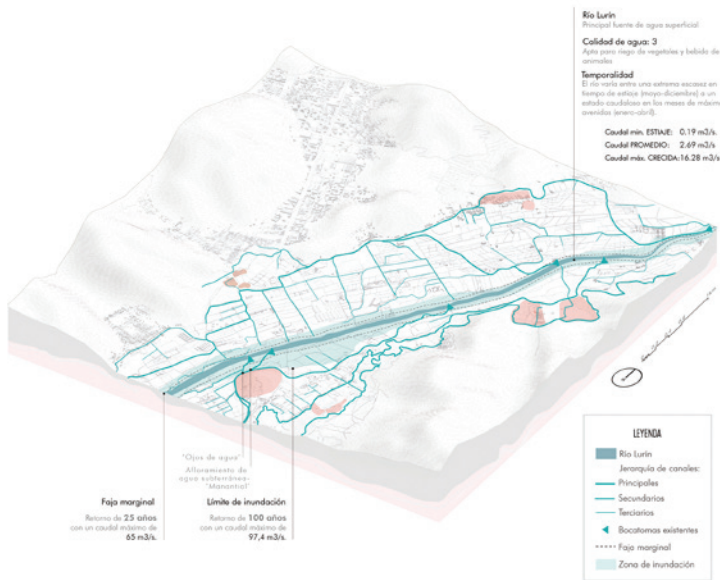 Río Lurín
Principal fuente de agua superficial
Calidad de agua: 3
Apta para riego de vegetales y bebida de
animales
Temporalidad
El río varía entre una extrema escasez en
tiempo de estiaje (mayo-diciembre) a un
estado caudaloso en los meses de máxima
avenidas (enero-abril).
Caudal min. ESTIAJE: 0.19 m3/s.
Caudal PROMEDIO: 2.69 m3/s
Caudal máx. CRECIDA: 16.28 m3/s
"Ojos de agua"
Afloramiento de
agua subterránea-
"Manantial"
Faja marginal
Retorno de 25 años
con un caudal máximo de
65 m3/s.
Límite de inundación
Retorno de 100 años
con un caudal máximo de
97,4 m3/s.
LEYENDA
Río Lurín
Jerarquía de canales:
Principales
Secundarios
Terciarios
Bocatomas existentes
Faja marginal
Zona de inundación